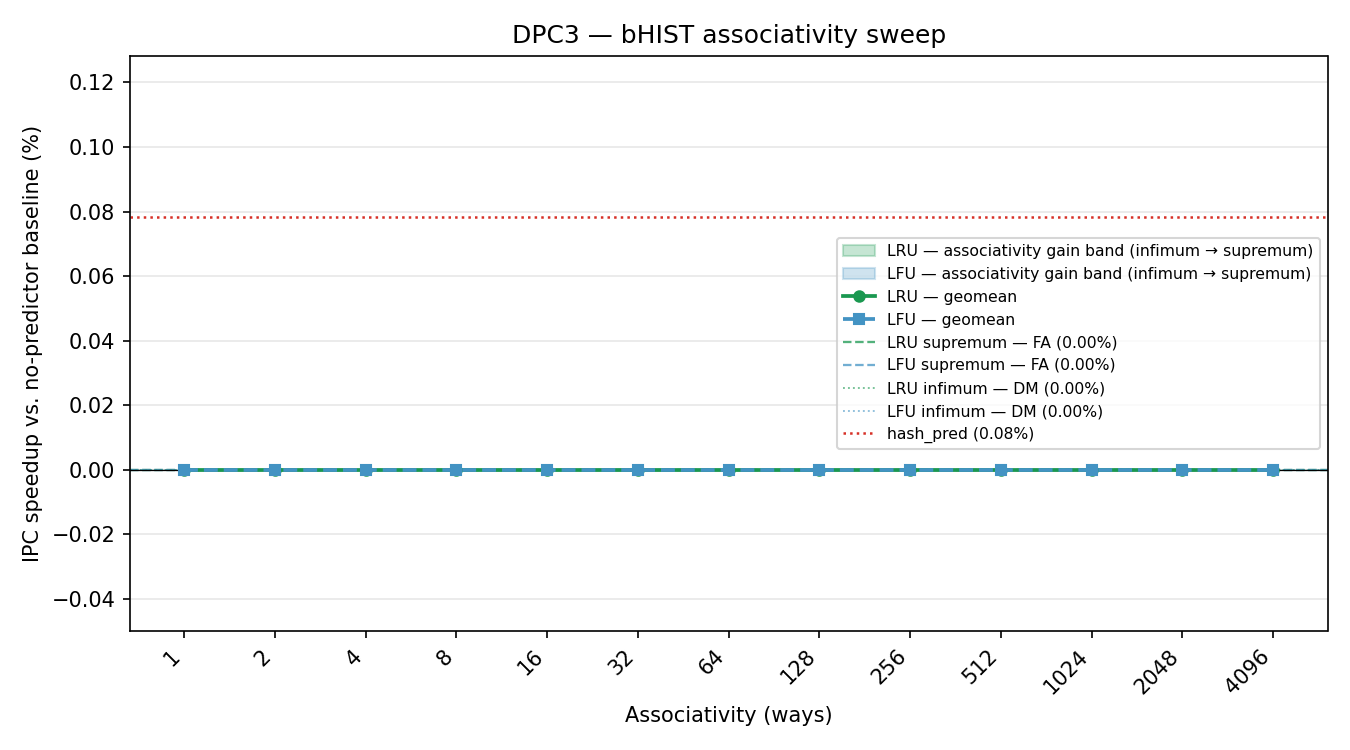 DPC3 — bHIST associativity sweep
IPC speedup vs. no-predictor baseline (%)
0.12
0.10
0.08
0.06
0.04
0.02
0.00
−0.02
−0.04
LRU — associativity gain band (infimum → supremum)
LFU — associativity gain band (infimum → supremum)
LRU — geomean
LFU — geomean
LRU supremum — FA (0.00%)
LFU supremum — FA (0.00%)
LRU infimum — DM (0.00%)
LFU infimum — DM (0.00%)
hash_pred (0.08%)
1 2 4 8 16 32 64 128 256 512 1024 2048 4096
Associativity (ways)